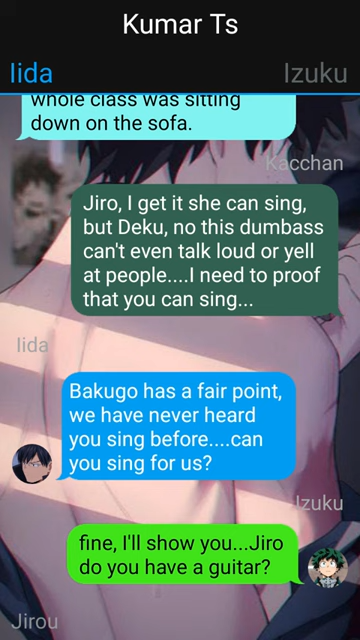 Kumar Ts
Iida
Izuku
whole class was sitting
down on the sofa.
Kacchan
Jiro, I get it she can sing,
but Deku, no this dumbass
can't even talk loud or yell
at people....I need to proof
that you can sing...
Iida
Bakugo has a fair point,
we have never heard
you sing before....can
you sing for us?
Izuku
fine, I'll show you...Jiro
do you have a guitar?
Jirou